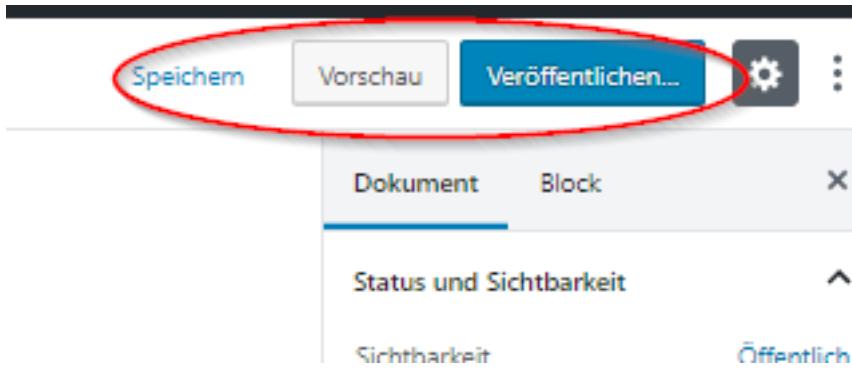 Speichern Vorschau Veröffentlichen...
Dokument Block
Status und Sichtbarkeit
Sichtbarkeit Öffentlich